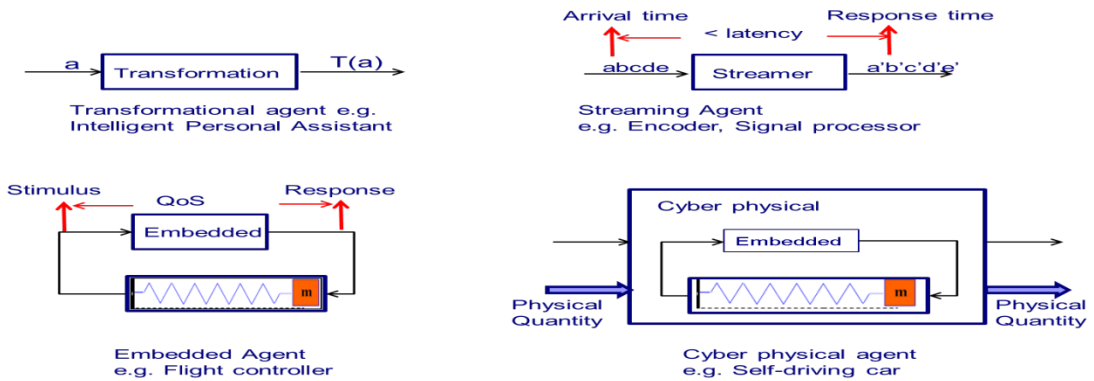 a
Transformation
T(a)
Transformational agent e.g.
Intelligent Personal Assistant
Arrival time
Response time
< latency
abcde
Streamer
a'b'c'd'e'
Streaming Agent
e.g. Encoder, Signal processor
Stimulus
QoS
Response
Embedded
m
Embedded Agent
e.g. Flight controller
Cyber physical
Embedded
m
Physical
Quantity
Physical
Quantity
Cyber physical agent
e.g. Self-driving car